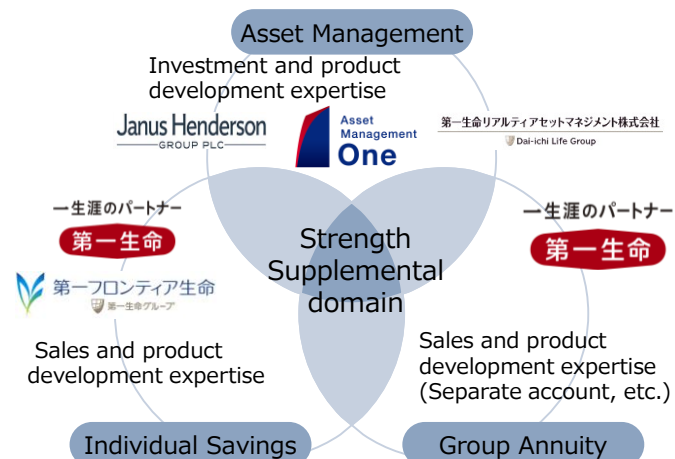 Asset Management
Investment and product
development expertise
Janus Henderson
GROUP PLC
Asset
Management
One
第一生命リアルティアセットマネジメント株式会社
Dai-ichi Life Group
一生涯のパートナー
第一生命
第一フロンティア生命
第一生命グループ
Sales and product
development expertise
Individual Savings
Strength
Supplemental
domain
一生涯のパートナー
第一生命
Sales and product
development expertise
(Separate account, etc.)
Group Annuity